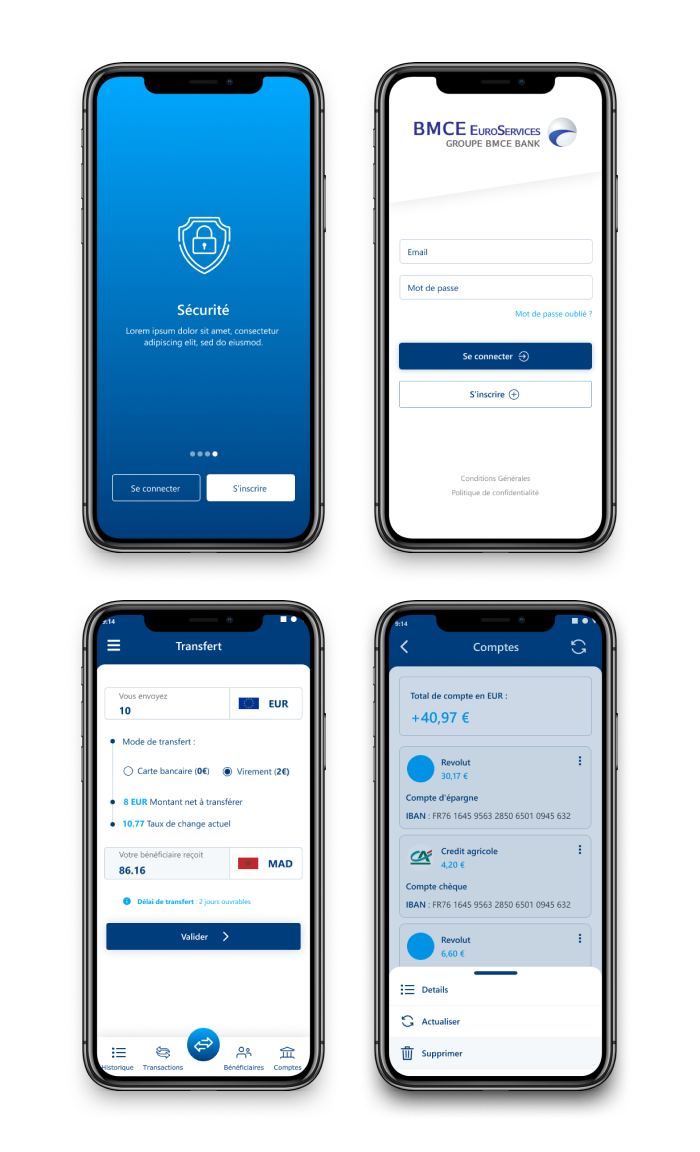 Sécurité
Lorem ipsum dolor sit amet, consectetur
adipiscing elit, sed do eiusmod.
Se connecter
S'inscrire
BMCE EUROSERVICES
GROUPE BMCE BANK
Email
Mot de passe
Mot de passe oublié ?
Se connecter
S'inscrire
Conditions Générales
Politique de confidentialité
9:14
Transfert
Vous envoyez
10
EUR
Mode de transfert :
Carte bancaire (0€)
Virement (2€)
8 EUR Montant net à transférer
10.77 Taux de change actuel
Votre bénéficiaire reçoit
86.16
MAD
Délai de transfert : 2 jours ouvrables
Valider
Historique
Transactions
Bénéficiaires
Comptes
9:14
Comptes
Total de compte en EUR :
+40,97 €
Revolut
30,17 €
Compte d'épargne
IBAN : FR76 1645 9563 2850 6501 0945 632
Credit agricole
4,20 €
Compte chèque
IBAN : FR76 1645 9563 2850 6501 0945 632
Revolut
6,60 €
Details
Actualiser
Supprimer